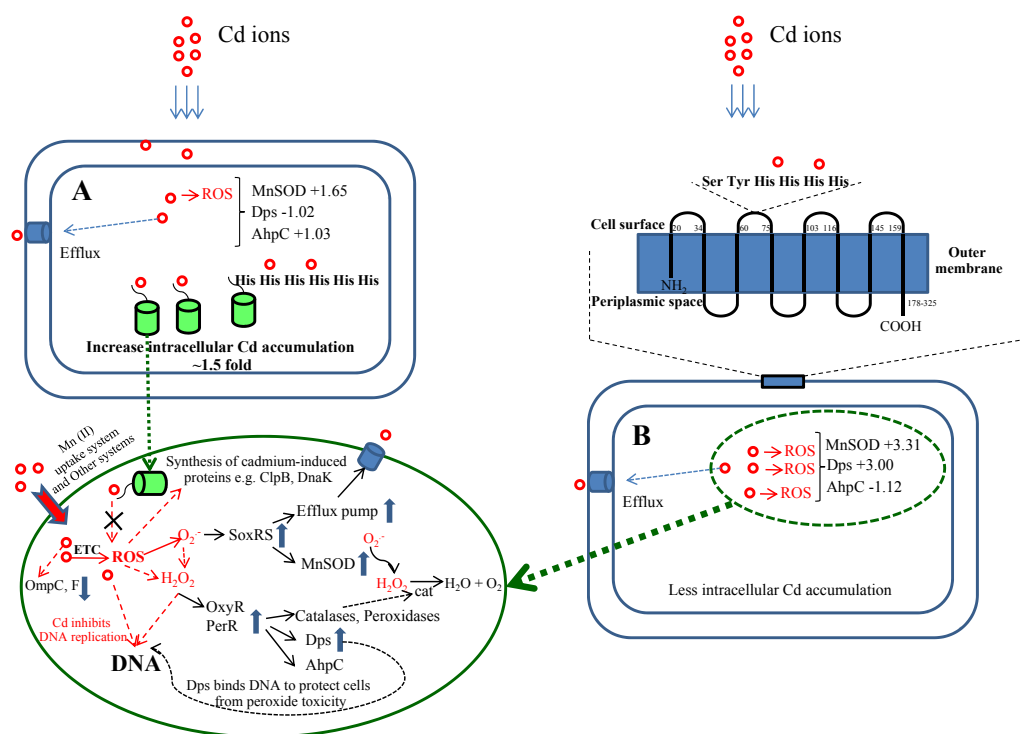 Cd ions
A
ROS
MnSOD +1.65
Dps -1.02
AhpC +1.03
Efflux
His His His His His His
Increase intracellular Cd accumulation
~1.5 fold
Cd ions
Ser Tyr His His His His
Cell surface
20 34 60 75 103 116 145 159
Outer
membrane
NH2
Periplasmic space
178-325
COOH
B
ROS
ROS
ROS
MnSOD +3.31
Dps +3.00
AhpC -1.12
Efflux
Less intracellular Cd accumulation
Mn (II)
uptake system
and Other systems
Synthesis of cadmium-induced
proteins e.g. ClpB, DnaK
Efflux pump
ETC
ROS
O2·-
SoxRS
MnSOD
O2·-
H2O2
H2O2
cat
H2O + O2
OmpC, F
OxyR
PerR
Catalases, Peroxidases
Dps
AhpC
Cd inhibits
DNA replication
DNA
Dps binds DNA to protect cells
from peroxide toxicity